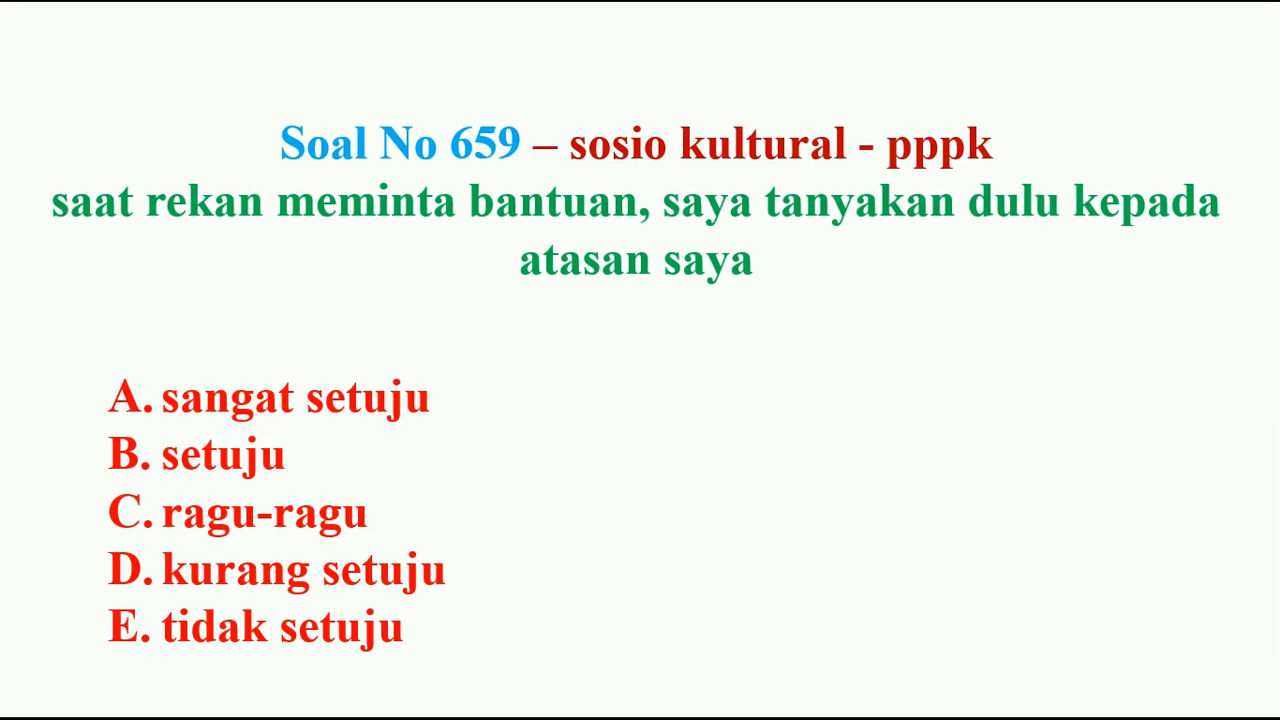 Soal No 659 – sosio kultural - pppk
saat rekan meminta bantuan, saya tanyakan dulu kepada
atasan saya
A. sangat setuju
B. setuju
C. ragu-ragu
D. kurang setuju
E. tidak setuju